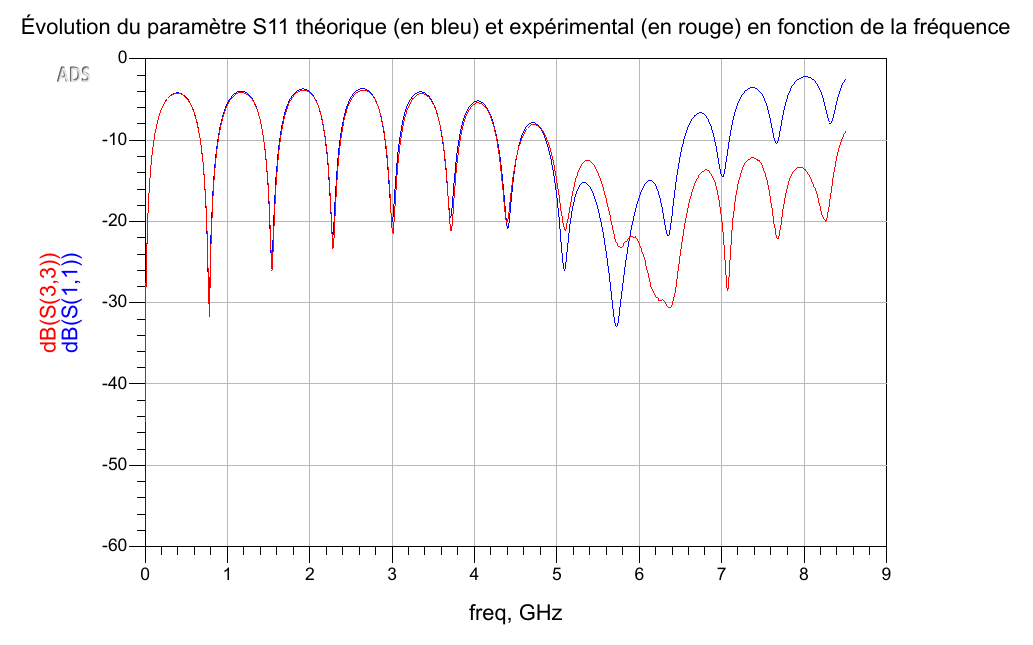 Évolution du paramètre S11 théorique (en bleu) et expérimental (en rouge) en fonction de la fréquence
ADS
0
-10
-20
-30
-40
-50
-60
dB(S(3,3))
dB(S(1,1))
0 1 2 3 4 5 6 7 8 9
freq, GHz